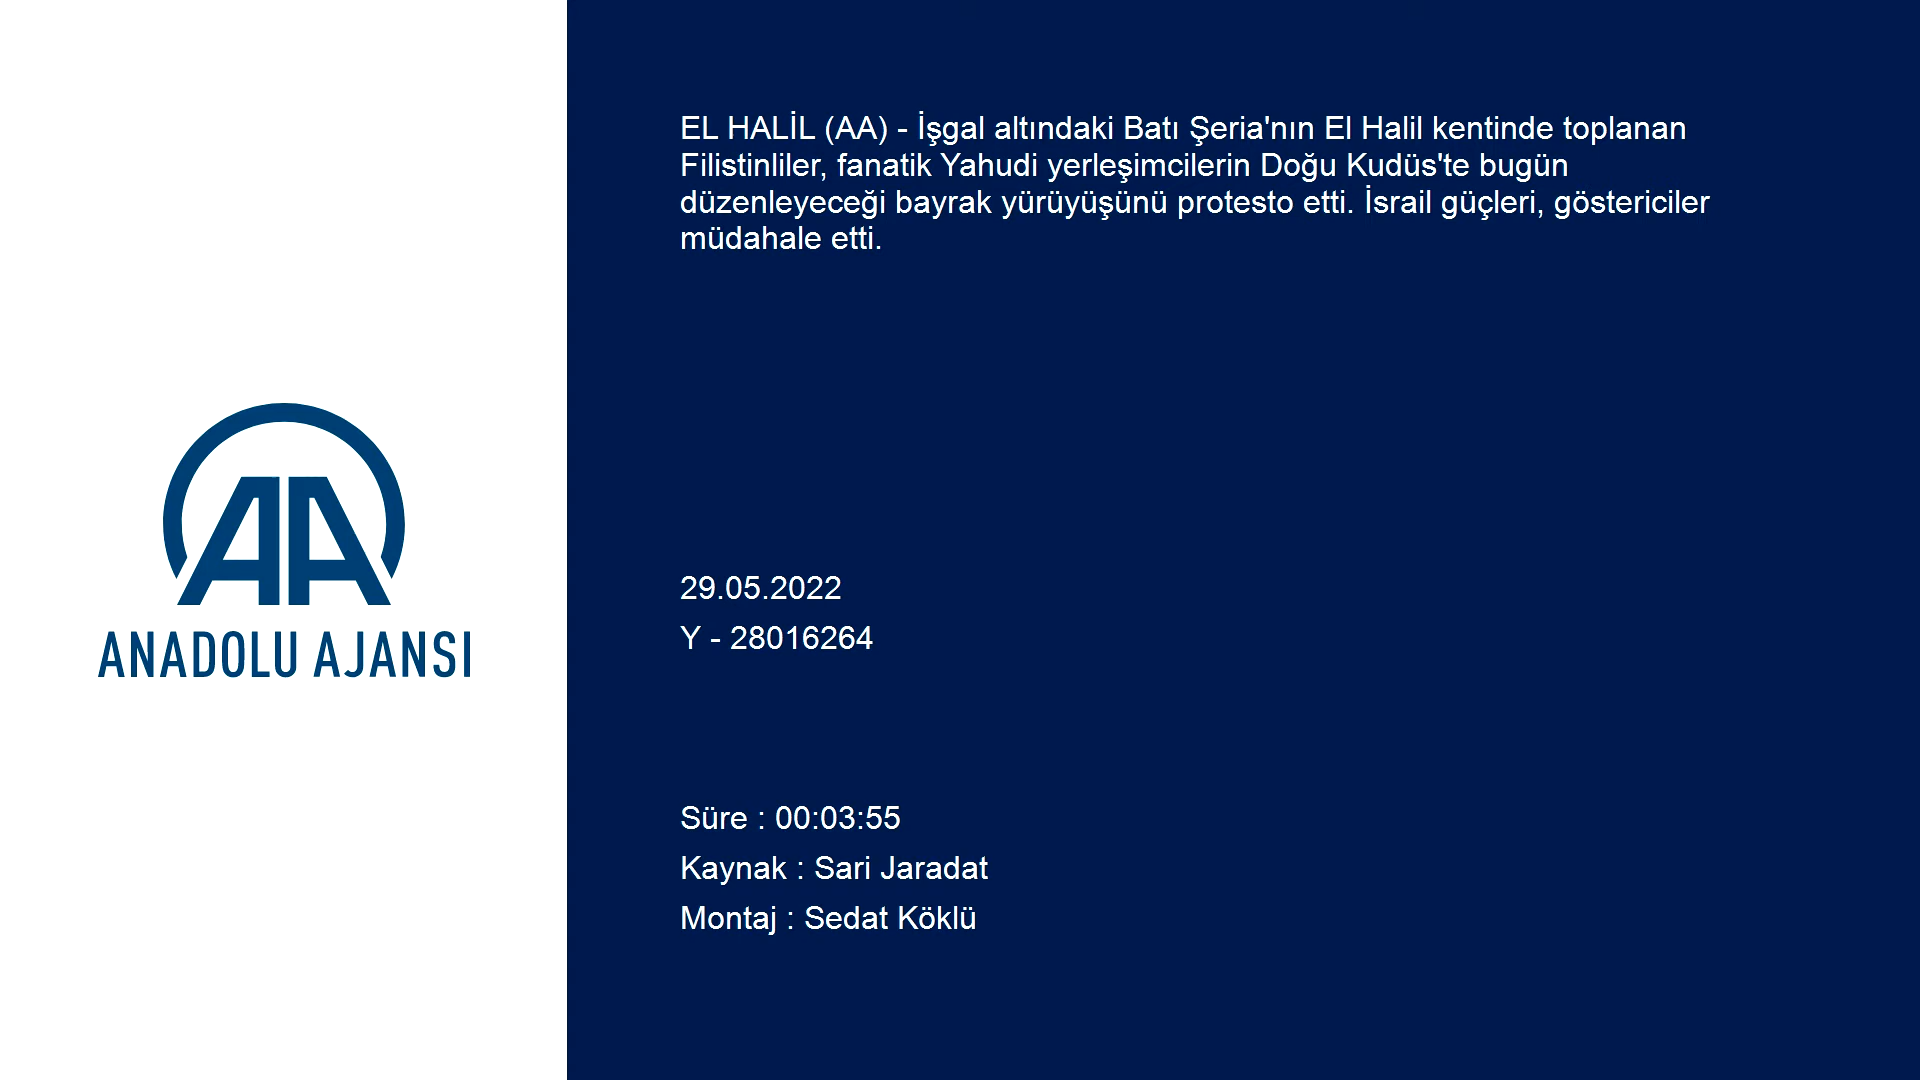 EL HALİL (AA) - İşgal altındaki Batı Şeria'nın El Halil kentinde toplanan
Filistinliler, fanatik Yahudi yerleşimcilerin Doğu Kudüs'te bugün
düzenleyeceği bayrak yürüyüşünü protesto etti. İsrail güçleri, göstericiler
müdahale etti.
AA
ANADOLU AJANSI
29.05.2022
Y - 28016264
Süre : 00:03:55
Kaynak : Sari Jaradat
Montaj : Sedat Köklü